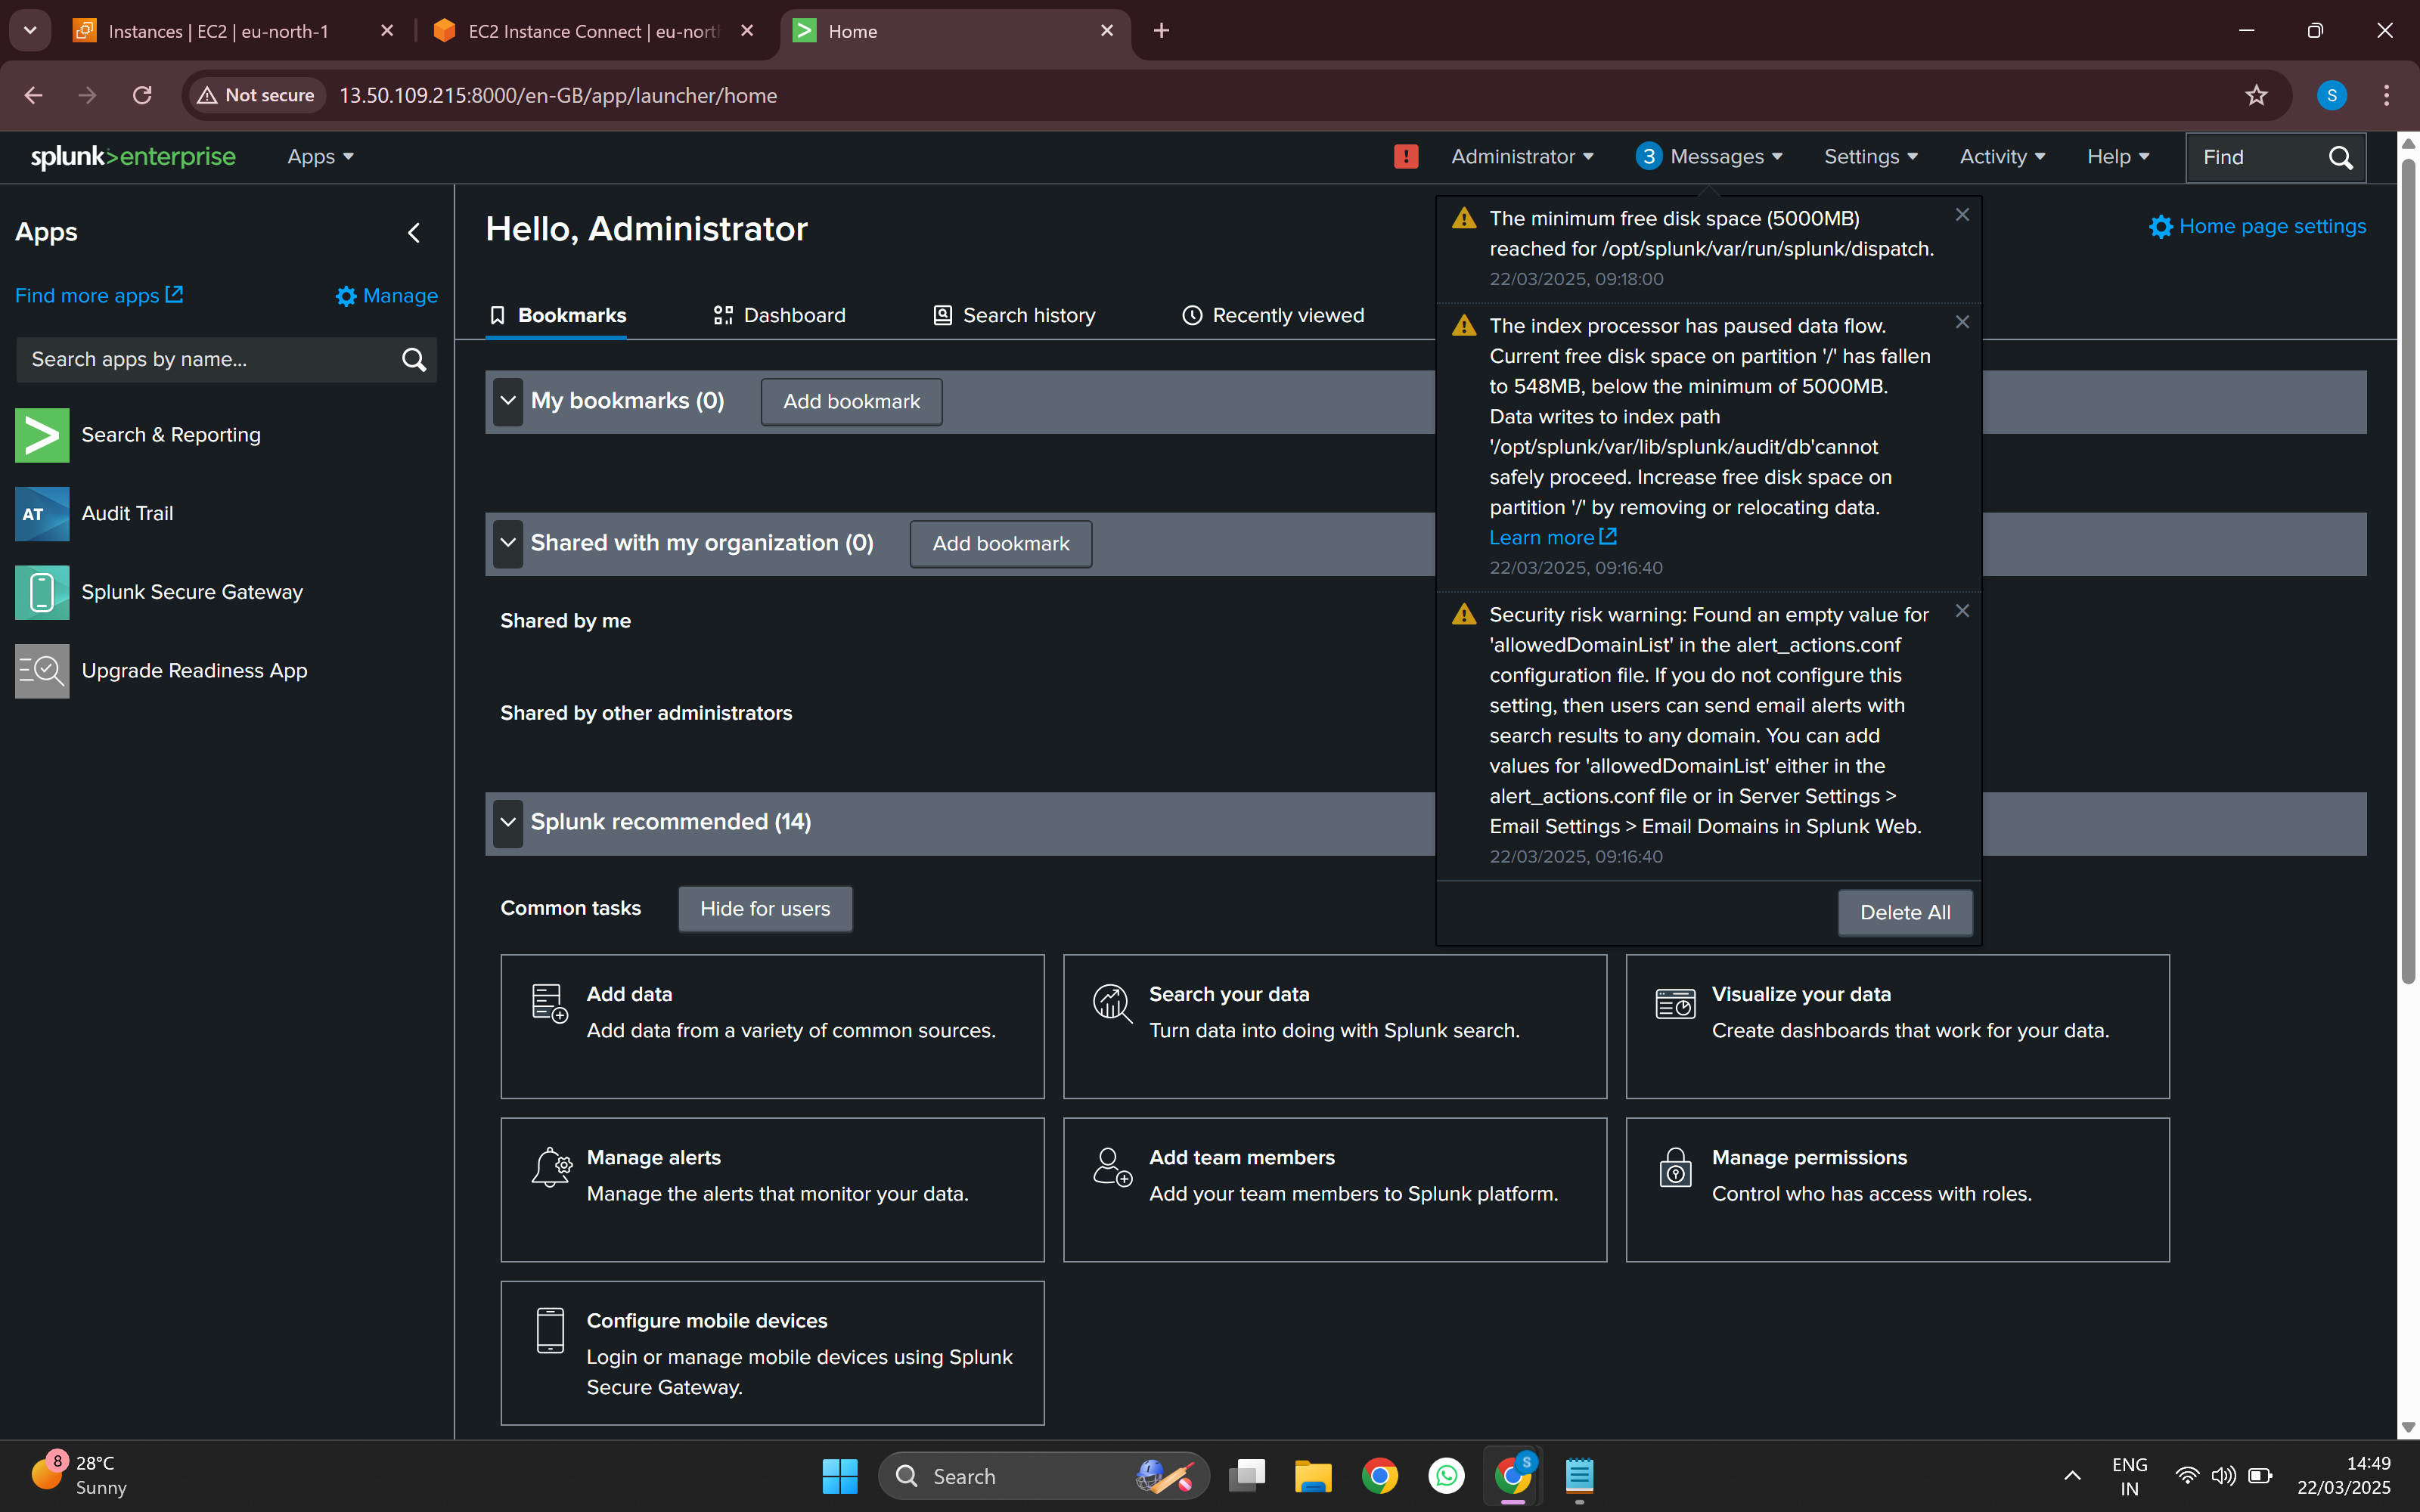 Instances | EC2 | eu-north-1
EC2 Instance Connect | eu-nort
Home
Not secure
13.50.109.215:8000/en-GB/app/launcher/home
S
splunk>enterprise
Apps
!
Administrator
3 Messages
Settings
Activity
Help
Find
Apps
Find more apps
Manage
Search apps by name...
Search & Reporting
AT
Audit Trail
Splunk Secure Gateway
Upgrade Readiness App
Hello, Administrator
Home page settings
Bookmarks
Dashboard
Search history
Recently viewed
My bookmarks (0)
Add bookmark
Shared with my organization (0)
Add bookmark
Shared by me
Shared by other administrators
Splunk recommended (14)
The minimum free disk space (5000MB)
reached for /opt/splunk/var/run/splunk/dispatch.
22/03/2025, 09:18:00
The index processor has paused data flow.
Current free disk space on partition '/' has fallen
to 548MB, below the minimum of 5000MB.
Data writes to index path
'/opt/splunk/var/lib/splunk/audit/db'cannot
safely proceed. Increase free disk space on
partition '/' by removing or relocating data.
Learn more
22/03/2025, 09:16:40
Security risk warning: Found an empty value for
'allowedDomainList' in the alert_actions.conf
configuration file. If you do not configure this
setting, then users can send email alerts with
search results to any domain. You can add
values for 'allowedDomainList' either in the
alert_actions.conf file or in Server Settings >
Email Settings > Email Domains in Splunk Web.
22/03/2025, 09:16:40
Delete All
Common tasks
Hide for users
Add data
Add data from a variety of common sources.
Search your data
Turn data into doing with Splunk search.
Visualize your data
Create dashboards that work for your data.
Manage alerts
Manage the alerts that monitor your data.
Add team members
Add your team members to Splunk platform.
Manage permissions
Control who has access with roles.
Configure mobile devices
Login or manage mobile devices using Splunk
Secure Gateway.
8
28°C
Sunny
Search
S
ENG
IN
14:49
22/03/2025